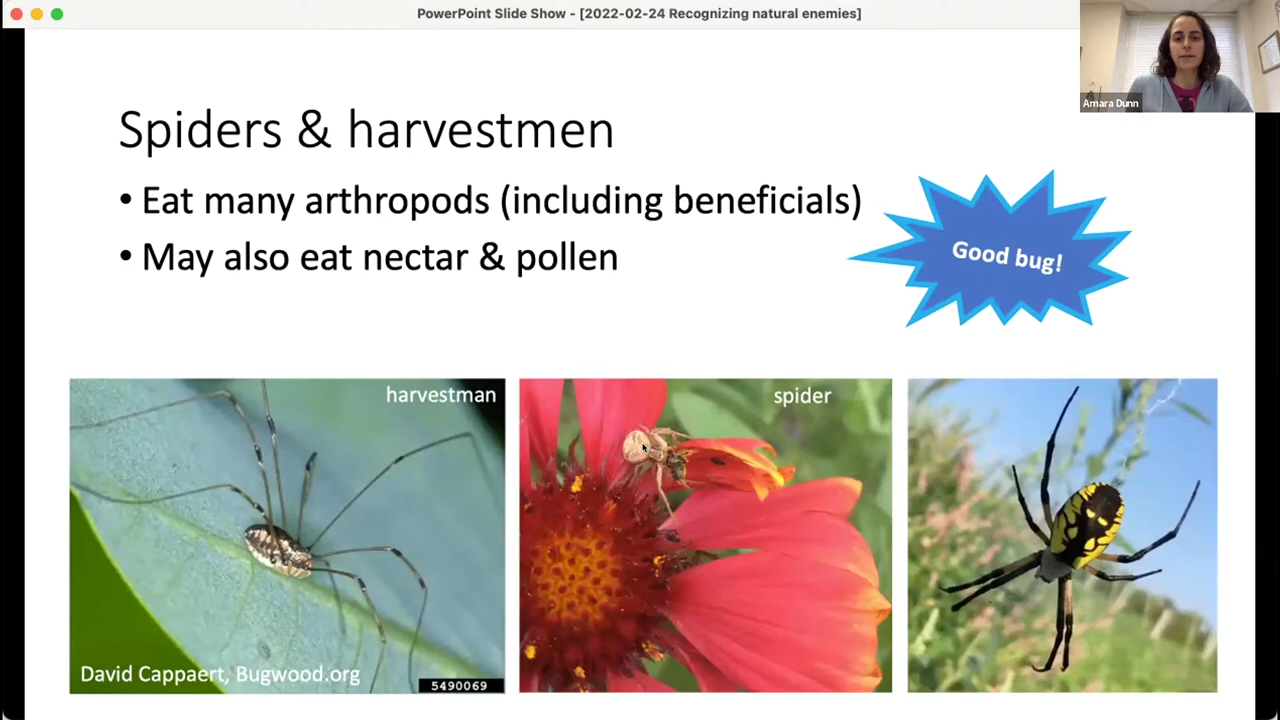 PowerPoint Slide Show - [2022-02-24 Recognizing natural enemies]
Amara Dunn
Spiders & harvestmen
• Eat many arthropods (including beneficials)
• May also eat nectar & pollen
Good bug!
harvestman
spider
David Cappaert, Bugwood.org
5490069